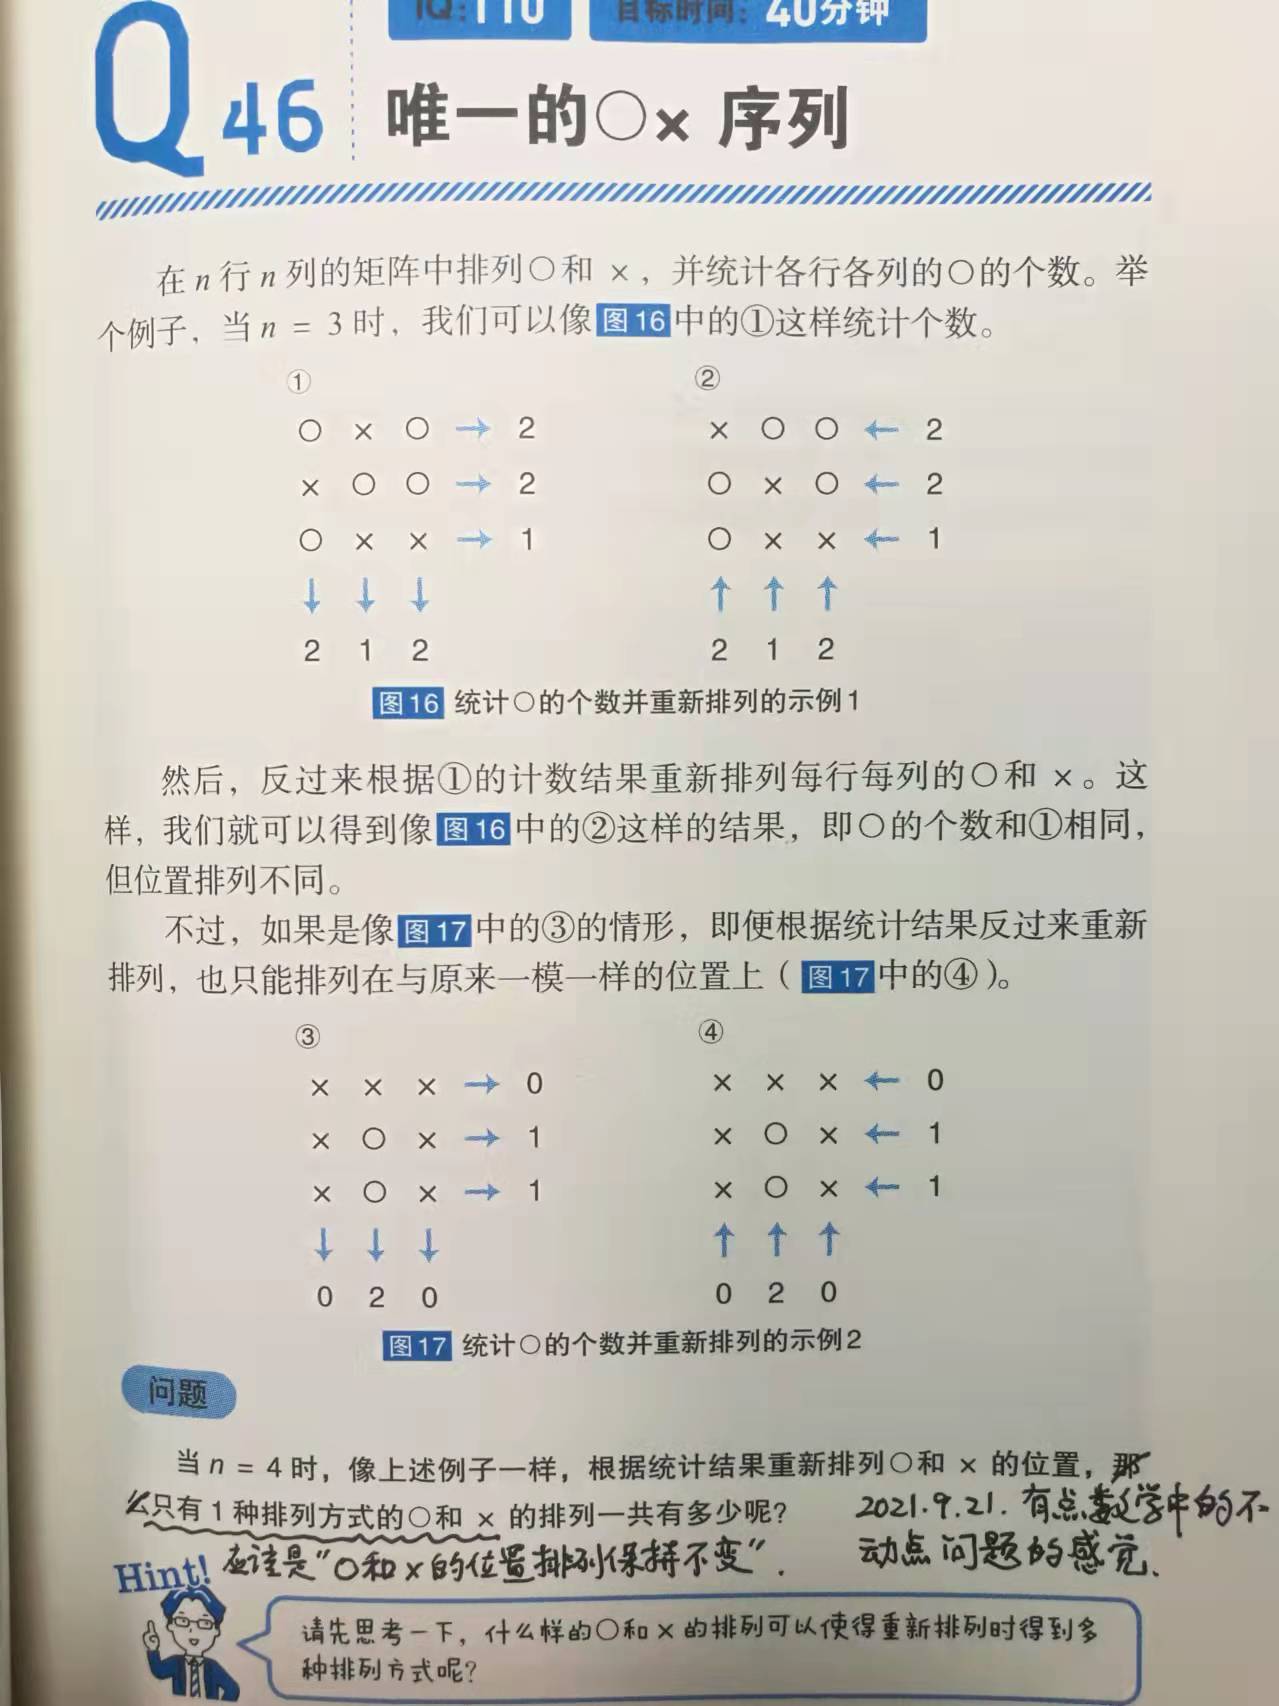 IQ:110 目标时间: 40分钟
Q46 唯一的○× 序列
在 n 行 n 列的矩阵中排列○和 ×，并统计各行各列的○的个数。举
个例子，当 n = 3 时，我们可以像 图16 中的①这样统计个数。
① ②
○ × ○ → 2 × ○ ○ ← 2
× ○ ○ → 2 ○ × ○ ← 2
○ × × → 1 ○ × × ← 1
↓ ↓ ↓ ↑ ↑ ↑
2 1 2 2 1 2
图16 统计○的个数并重新排列的示例1
然后，反过来根据①的计数结果重新排列每行每列的○和 ×。这
样，我们就可以得到像 图16 中的②这样的结果，即○的个数和①相同，
但位置排列不同。
不过，如果是像 图17 中的③的情形，即便根据统计结果反过来重新
排列，也只能排列在与原来一模一样的位置上（ 图17 中的④）。
③ ④
× × × → 0 × × × ← 0
× ○ × → 1 × ○ × ← 1
× ○ × → 1 × ○ × ← 1
↓ ↓ ↓ ↑ ↑ ↑
0 2 0 0 2 0
图17 统计○的个数并重新排列的示例2
问题
当 n = 4 时，像上述例子一样，根据统计结果重新排列○和 × 的位置，那
么只有 1 种排列方式的○和 × 的排列一共有多少呢？
2021.9.21. 有点数学中的不
动点问题的感觉.
应该是“○和×的位置排列保持不变”.
Hint!
请先思考一下，什么样的○和 × 的排列可以使得重新排列时得到多
种排列方式呢？